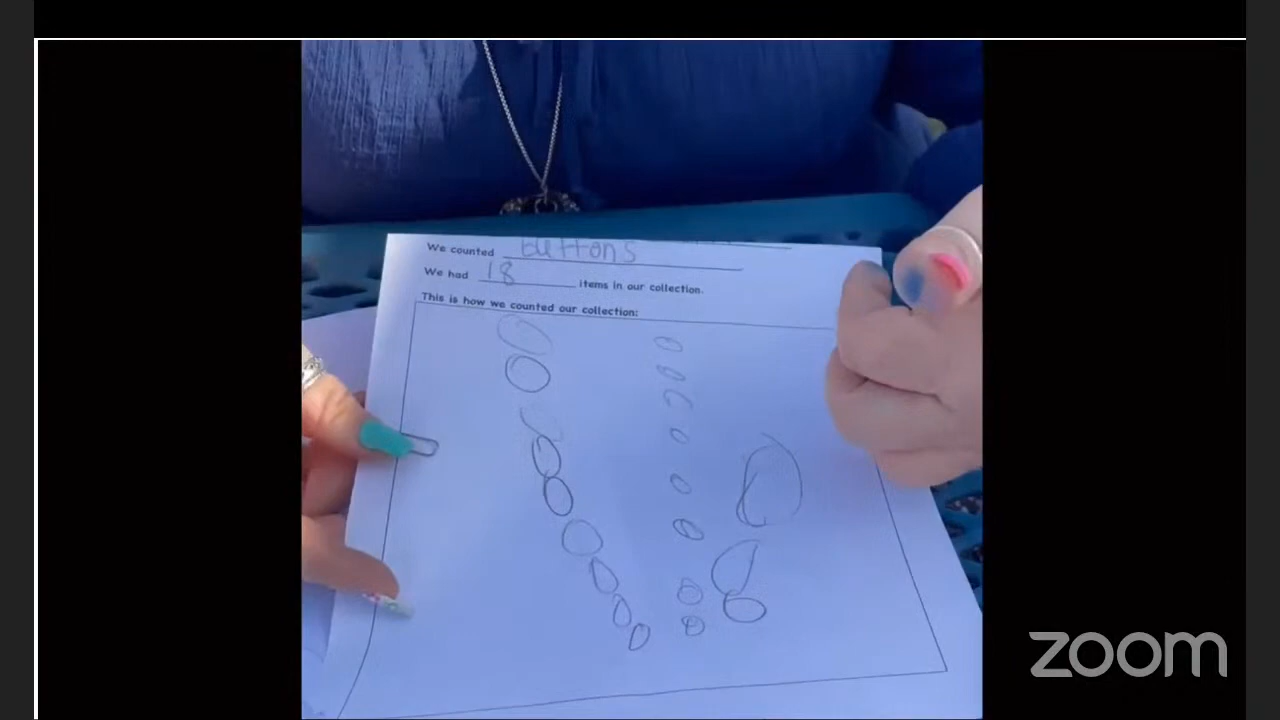 We counted buttons
We had 18 items in our collection.
This is how we counted our collection:
zoom